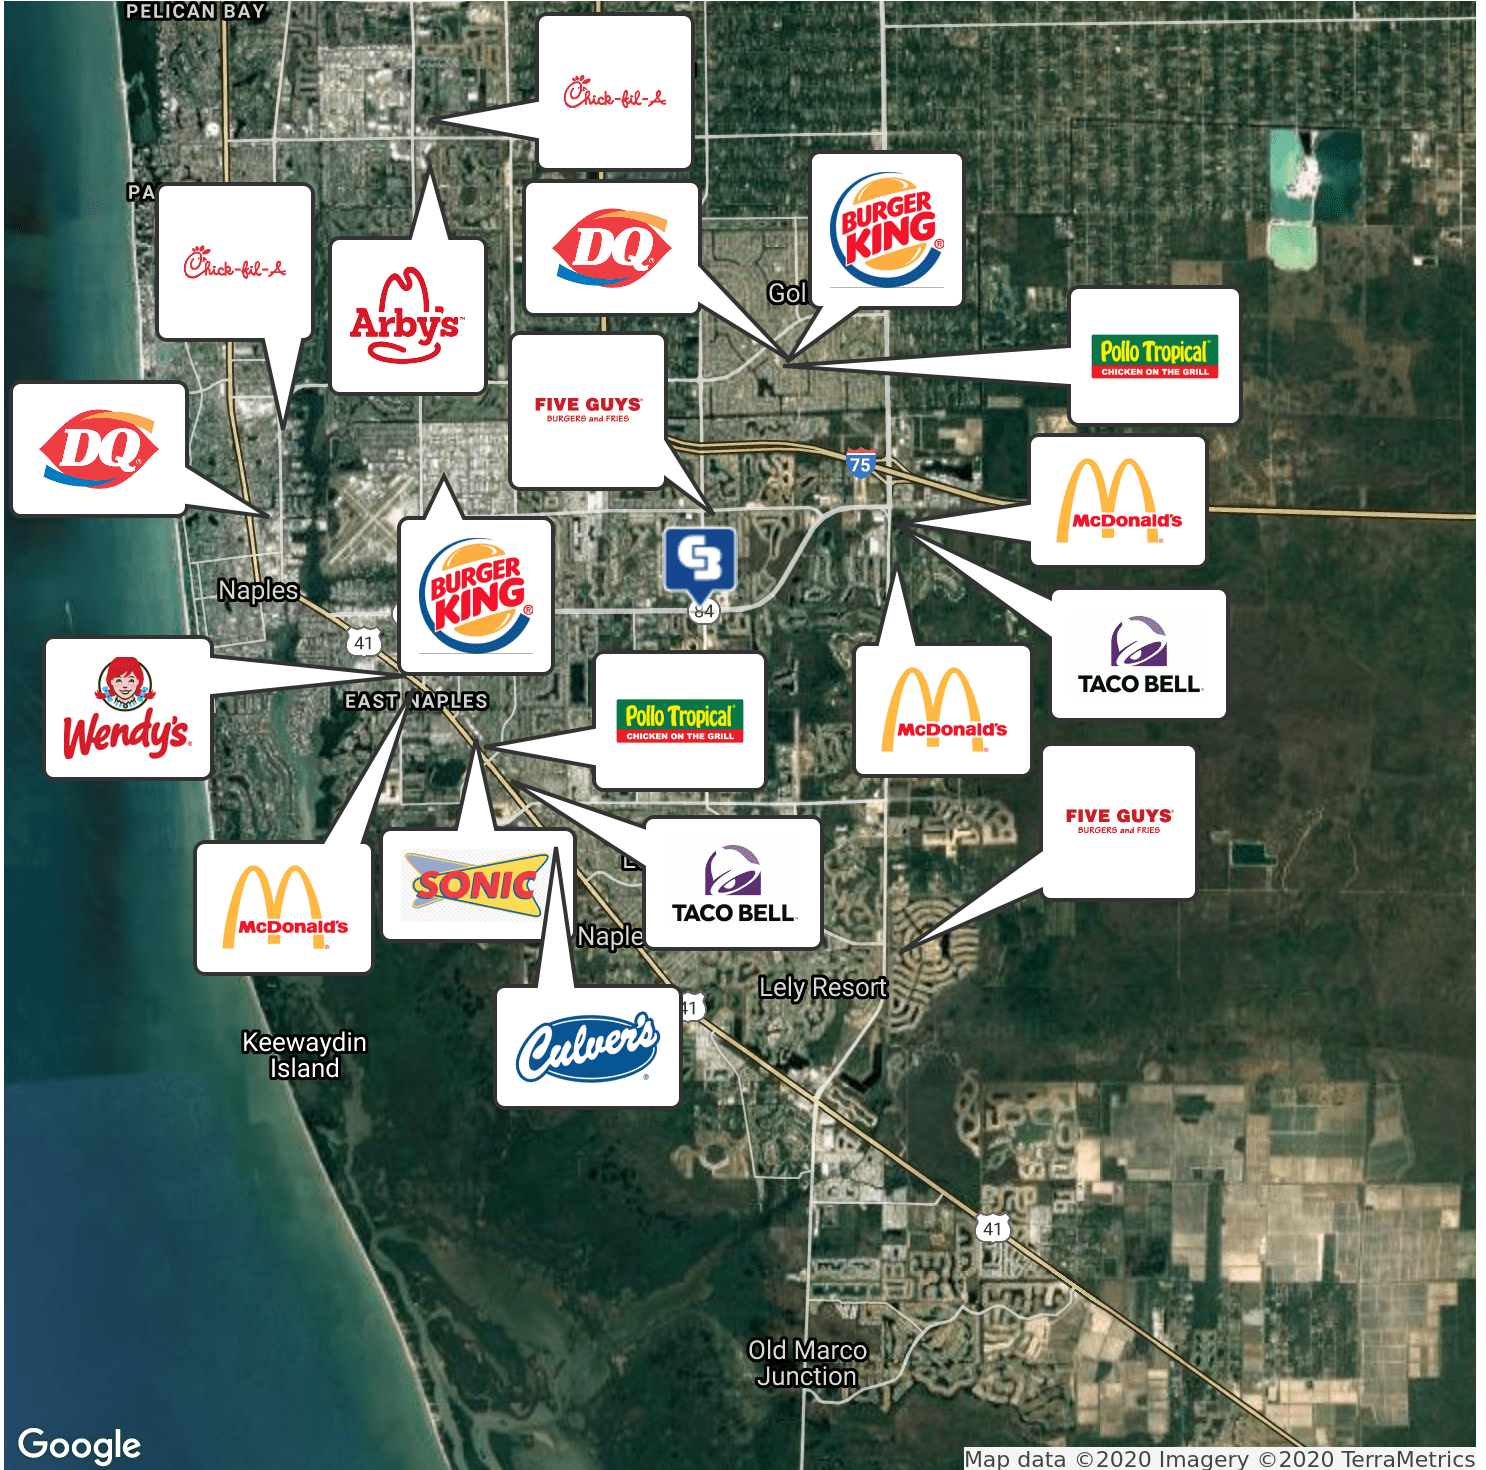 PELICAN BAY
Chick-fil-A
PA
Chick-fil-A
Arby's™
DQ®
BURGER
KING®
Gol
Pollo Tropical®
CHICKEN ON THE GRILL
FIVE GUYS®
BURGERS and FRIES
DQ®
75
McDonald's®
BURGER
KING®
Naples
84
41
TACO BELL™
Wendy's®
EAST NAPLES
Pollo Tropical®
CHICKEN ON THE GRILL
McDonald's®
FIVE GUYS®
BURGERS and FRIES
McDonald's®
SONIC
TACO BELL™
Naple
Lely Resort
41
Culver's®
Keewaydin
Island
41
Old Marco
Junction
Google
Map data ©2020 Imagery ©2020 TerraMetrics